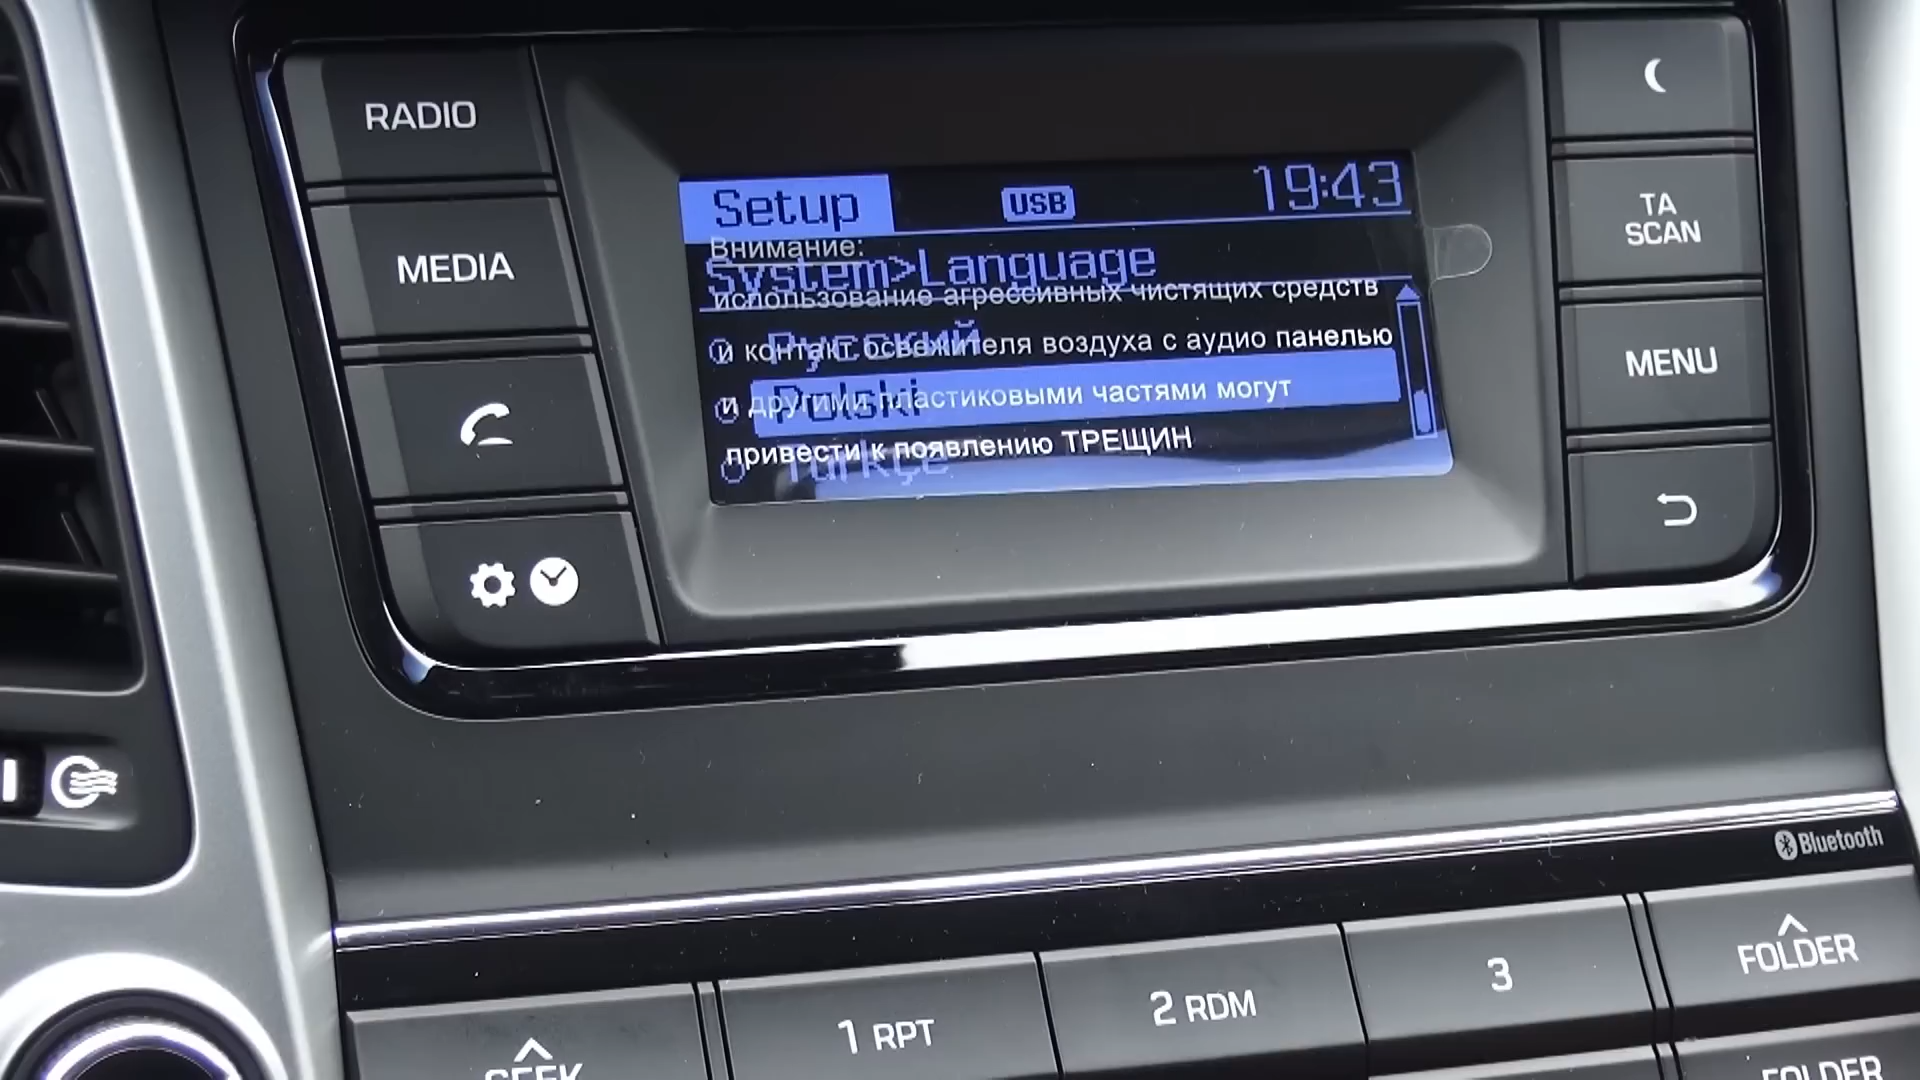 RADIO
MEDIA
Setup
USB
19:43
Внимание:
System>Language
использование агрессивных чистящих средств
Русский
и контакт освежителя воздуха с аудио панелью
Polski
и другими пластиковыми частями могут
привести к появлению ТРЕЩИН
Türkçe
TA
SCAN
MENU
Bluetooth
SEEK
1 RPT
2 RDM
3
FOLDER
FOLDER